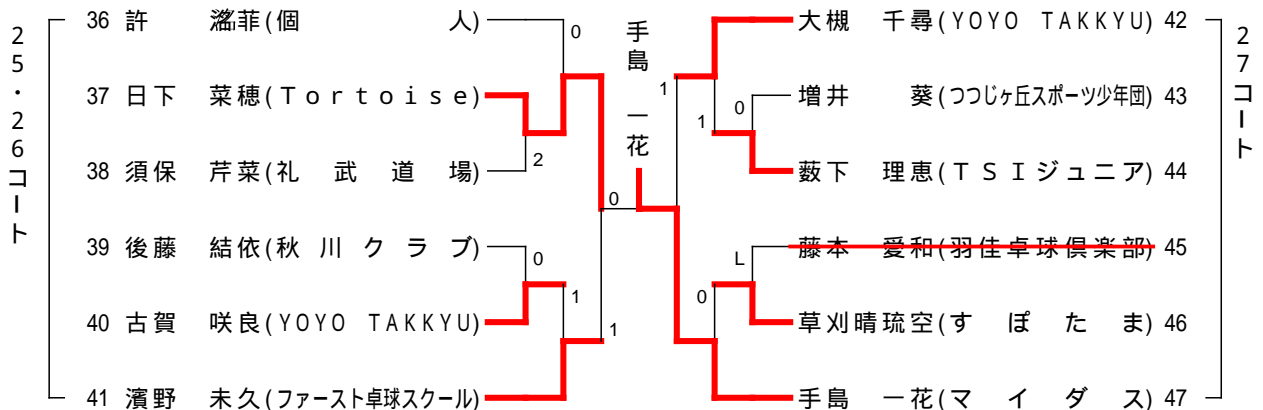 25・26コート
36 許 濫菲(個 人)
37 日下 菜穂(Tortoise)
38 須保 芹菜(礼 武 道 場)
39 後藤 結依(秋 川 ク ラ ブ)
40 古賀 咲良(YOYO TAKKYU)
41 濱野 未久(ファースト卓球スクール)
0
2
0
1
1
0
手島 一花
1
1
0
L
0
大槻 千尋(YOYO TAKKYU) 42
増井 葵(つつじヶ丘スポーツ少年団) 43
薮下 理恵(TSIジュニア) 44
藤本 愛和(羽佳卓球倶楽部) 45
草刈晴琉空(す ぽ た ま) 46
手島 一花(マ イ ダ ス) 47
27コート